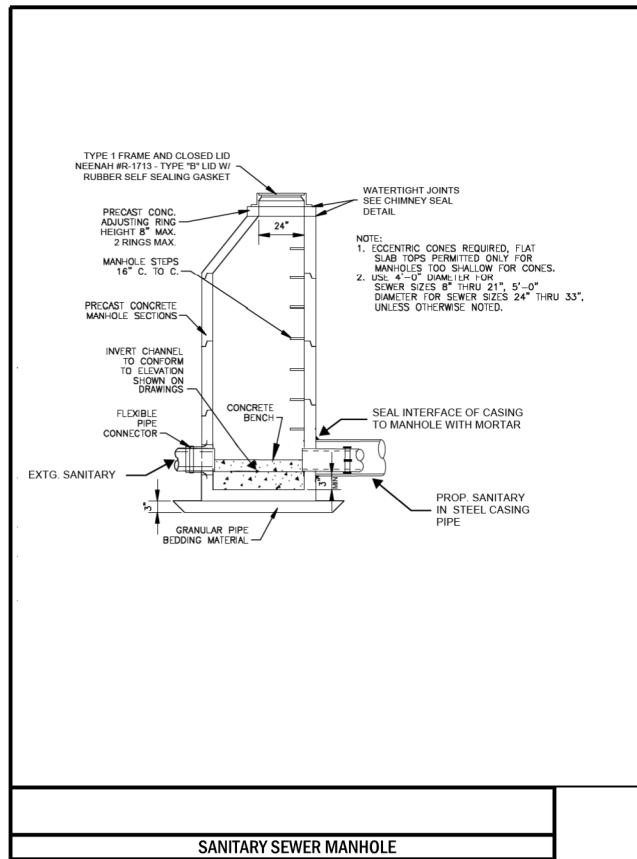 TYPE 1 FRAME AND CLOSED LID
NEENAH #R-1713 - TYPE "B" LID W/
RUBBER SELF SEALING GASKET
WATERTIGHT JOINTS
SEE CHIMNEY SEAL
DETAIL
PRECAST CONC.
ADJUSTING RING
HEIGHT 8" MAX.
2 RINGS MAX.
24"
NOTE:
1. ECCENTRIC CONES REQUIRED, FLAT
SLAB TOPS PERMITTED ONLY FOR
MANHOLES TOO SHALLOW FOR CONES.
2. USE 4'-0" DIAMETER FOR
SEWER SIZES 8" THRU 21", 5'-0"
DIAMETER FOR SEWER SIZES 24" THRU 33",
UNLESS OTHERWISE NOTED.
MANHOLE STEPS
16" C. TO C.
PRECAST CONCRETE
MANHOLE SECTIONS
INVERT CHANNEL
TO CONFORM
TO ELEVATION
SHOWN ON
DRAWINGS
CONCRETE
BENCH
FLEXIBLE
PIPE
CONNECTOR
SEAL INTERFACE OF CASING
TO MANHOLE WITH MORTAR
EXTG. SANITARY
3"
MIN
PROP. SANITARY
IN STEEL CASING
PIPE
3"
GRANULAR PIPE
BEDDING MATERIAL
SANITARY SEWER MANHOLE